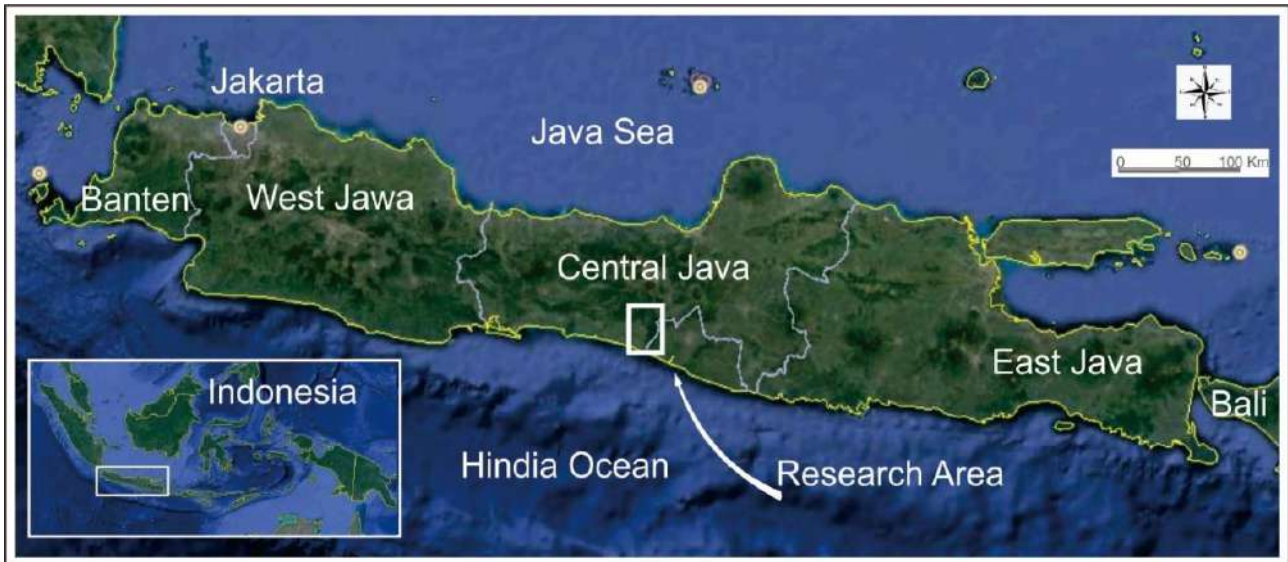 Jakarta
Java Sea
0 50 100 Km
Banten
West Jawa
Central Java
East Java
Bali
Indonesia
Hindia Ocean
Research Area